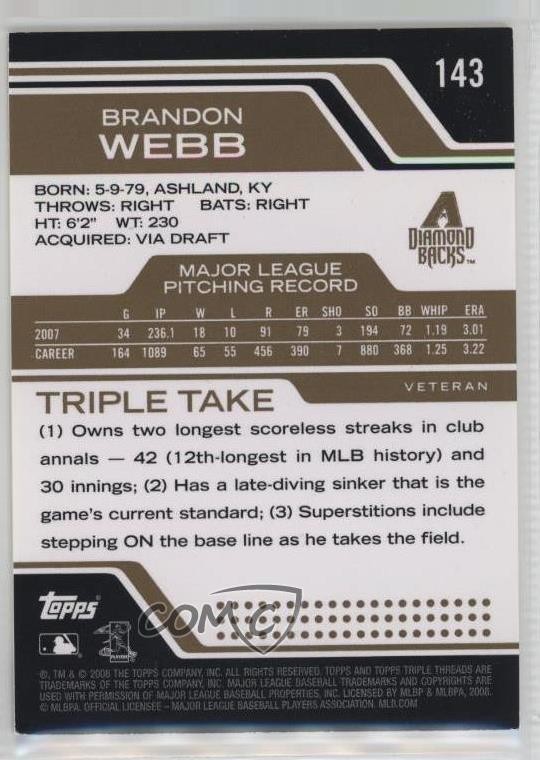 143
BRANDON
WEBB
BORN: 5-9-79, ASHLAND, KY
THROWS: RIGHT BATS: RIGHT
HT: 6'2" WT: 230
ACQUIRED: VIA DRAFT
A
DIAMOND
BACKS™
MAJOR LEAGUE
PITCHING RECORD
G IP W L R ER SHO SO BB WHIP ERA
2007 34 236.1 18 10 91 79 3 194 72 1.19 3.01
CAREER 164 1089 65 55 456 390 7 880 368 1.25 3.22
VETERAN
TRIPLE TAKE
(1) Owns two longest scoreless streaks in club
annals — 42 (12th-longest in MLB history) and
30 innings; (2) Has a late-diving sinker that is the
game's current standard; (3) Superstitions include
stepping ON the base line as he takes the field.
Topps
COMC
PLAYERS
®, TM & © 2008 THE TOPPS COMPANY, INC. ALL RIGHTS RESERVED. TOPPS AND TOPPS TRIPLE THREADS ARE
TRADEMARKS OF THE TOPPS COMPANY, INC. MAJOR LEAGUE BASEBALL TRADEMARKS AND COPYRIGHTS ARE
USED WITH PERMISSION OF MAJOR LEAGUE BASEBALL PROPERTIES, INC. LICENSED BY MLBP & MLBPA, 2008.
© MLBPA. OFFICIAL LICENSEE – MAJOR LEAGUE BASEBALL PLAYERS ASSOCIATION. MLB.COM